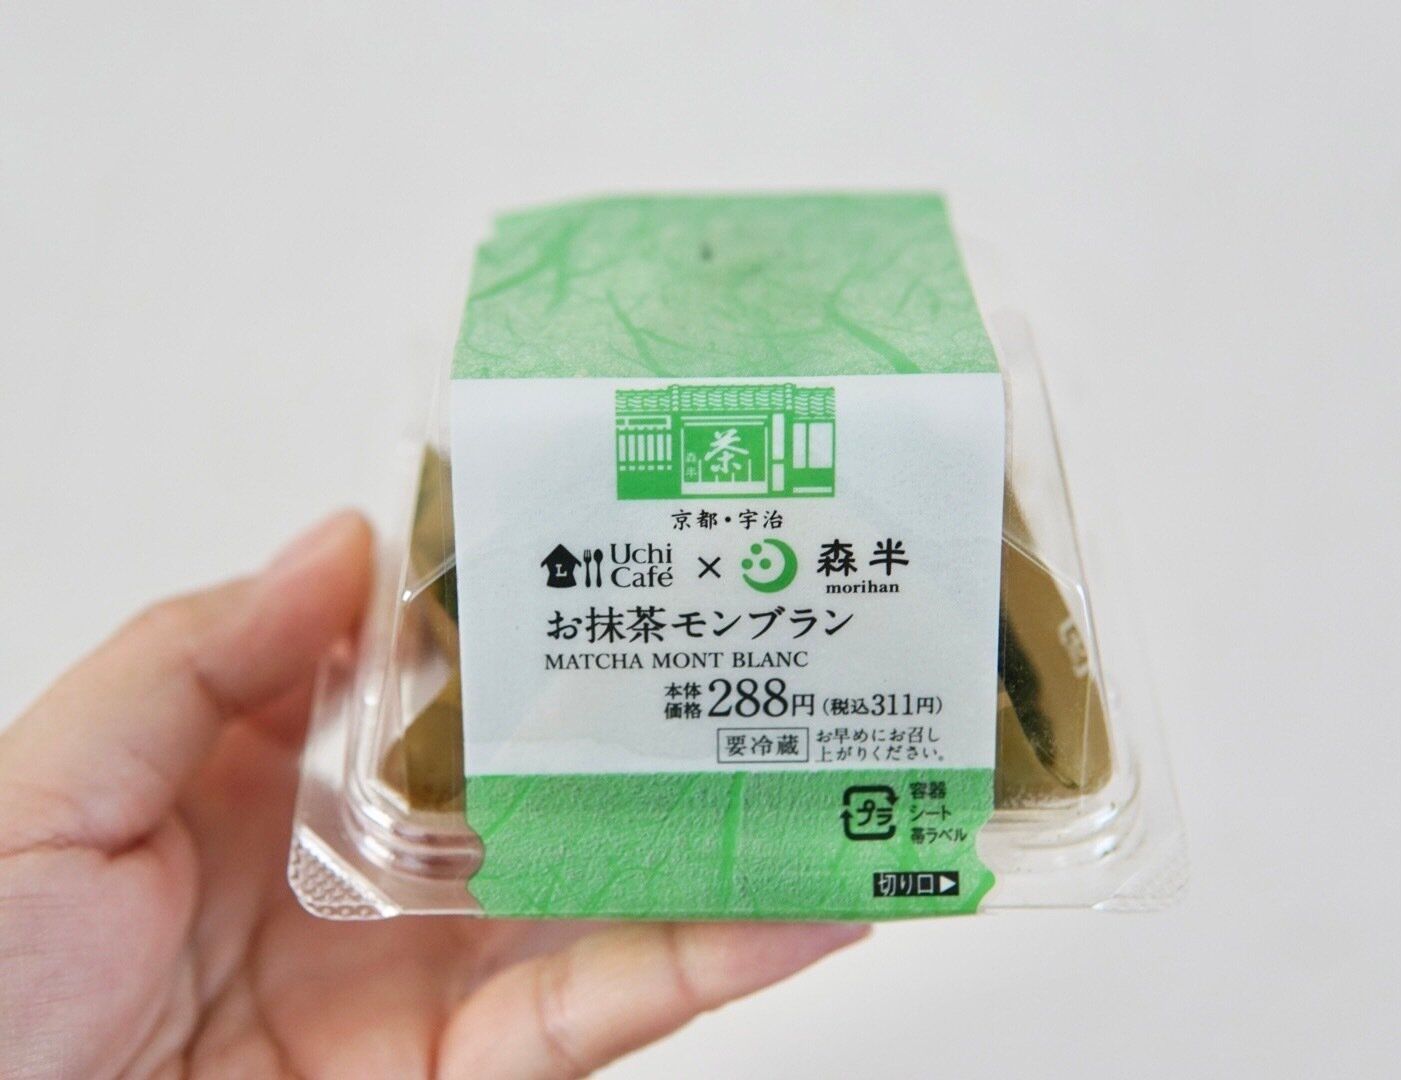 茶
森半
京都・宇治
L Uchi Café × 森半 morihan
お抹茶モンブラン
MATCHA MONT BLANC
本体価格 288円 (税込311円)
要冷蔵 お早めにお召し
上がりください。
プラ 容器
シート
帯ラベル
切り口▶